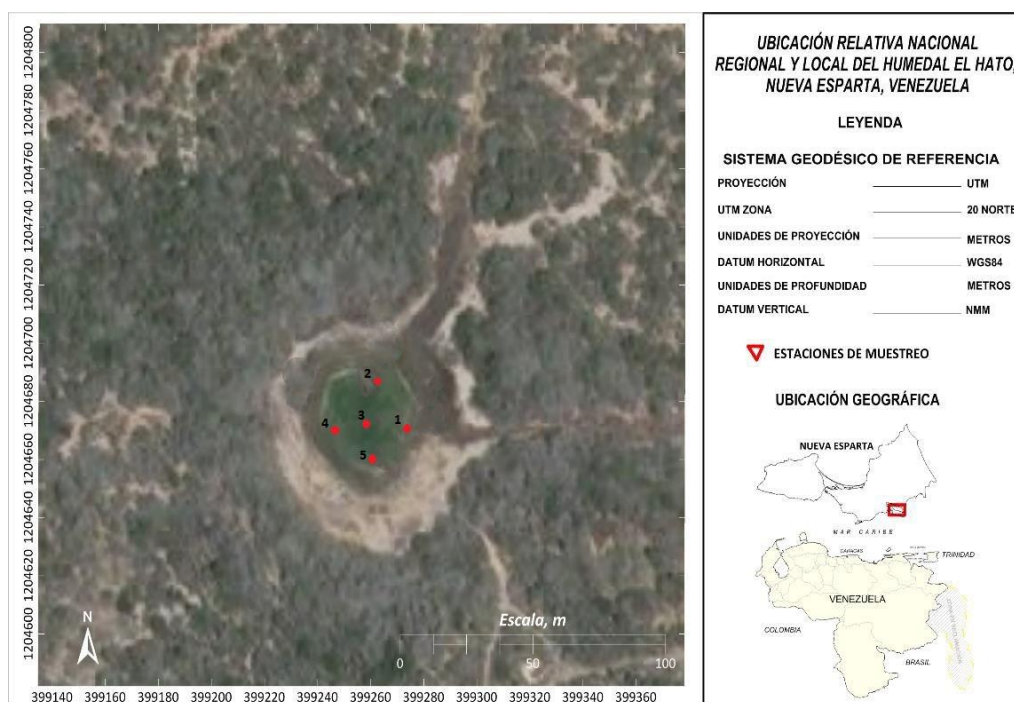 1204800
1204780
1204760
1204740
1204720
1204700
1204680
1204660
1204640
1204620
1204600
2
3
1
4
5
N
Escala, m
0 50 100
399140 399180 399200 399220 399240 399260 399280 399300 399320 399340 399360
UBICACIÓN RELATIVA NACIONAL
REGIONAL Y LOCAL DEL HUMEDAL EL HATO,
NUEVA ESPARTA, VENEZUELA
LEYENDA
SISTEMA GEODÉSICO DE REFERENCIA
PROYECCIÓN UTM
UTM ZONA 20 NORTE
UNIDADES DE PROYECCIÓN METROS
DATUM HORIZONTAL WGS84
UNIDADES DE PROFUNDIDAD METROS
DATUM VERTICAL NMM
ESTACIONES DE MUESTREO
UBICACIÓN GEOGRÁFICA
NUEVA ESPARTA
MAR CARIBE
CARACAS
TRINIDAD
VENEZUELA
COLOMBIA
BRASIL